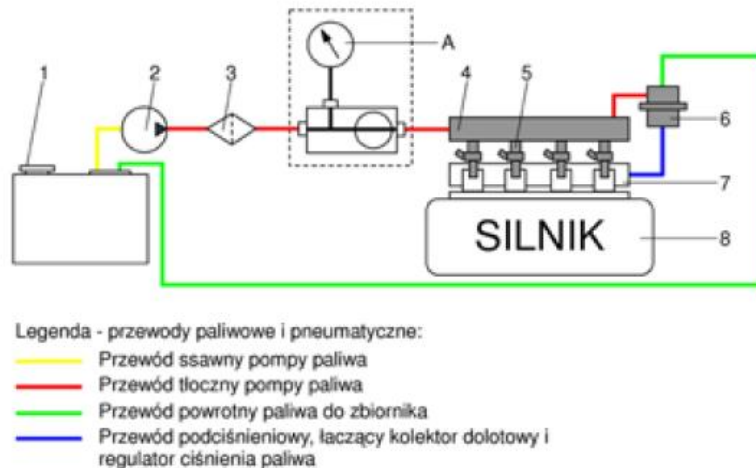 1
2
3
A
4
5
6
7
SILNIK
8
Legenda - przewody paliwowe i pneumatyczne:
Przewód ssawny pompy paliwa
Przewód tłoczny pompy paliwa
Przewód powrotny paliwa do zbiornika
Przewód podciśnieniowy, łaczący kolektor dolotowy i
regulator ciśnienia paliwa